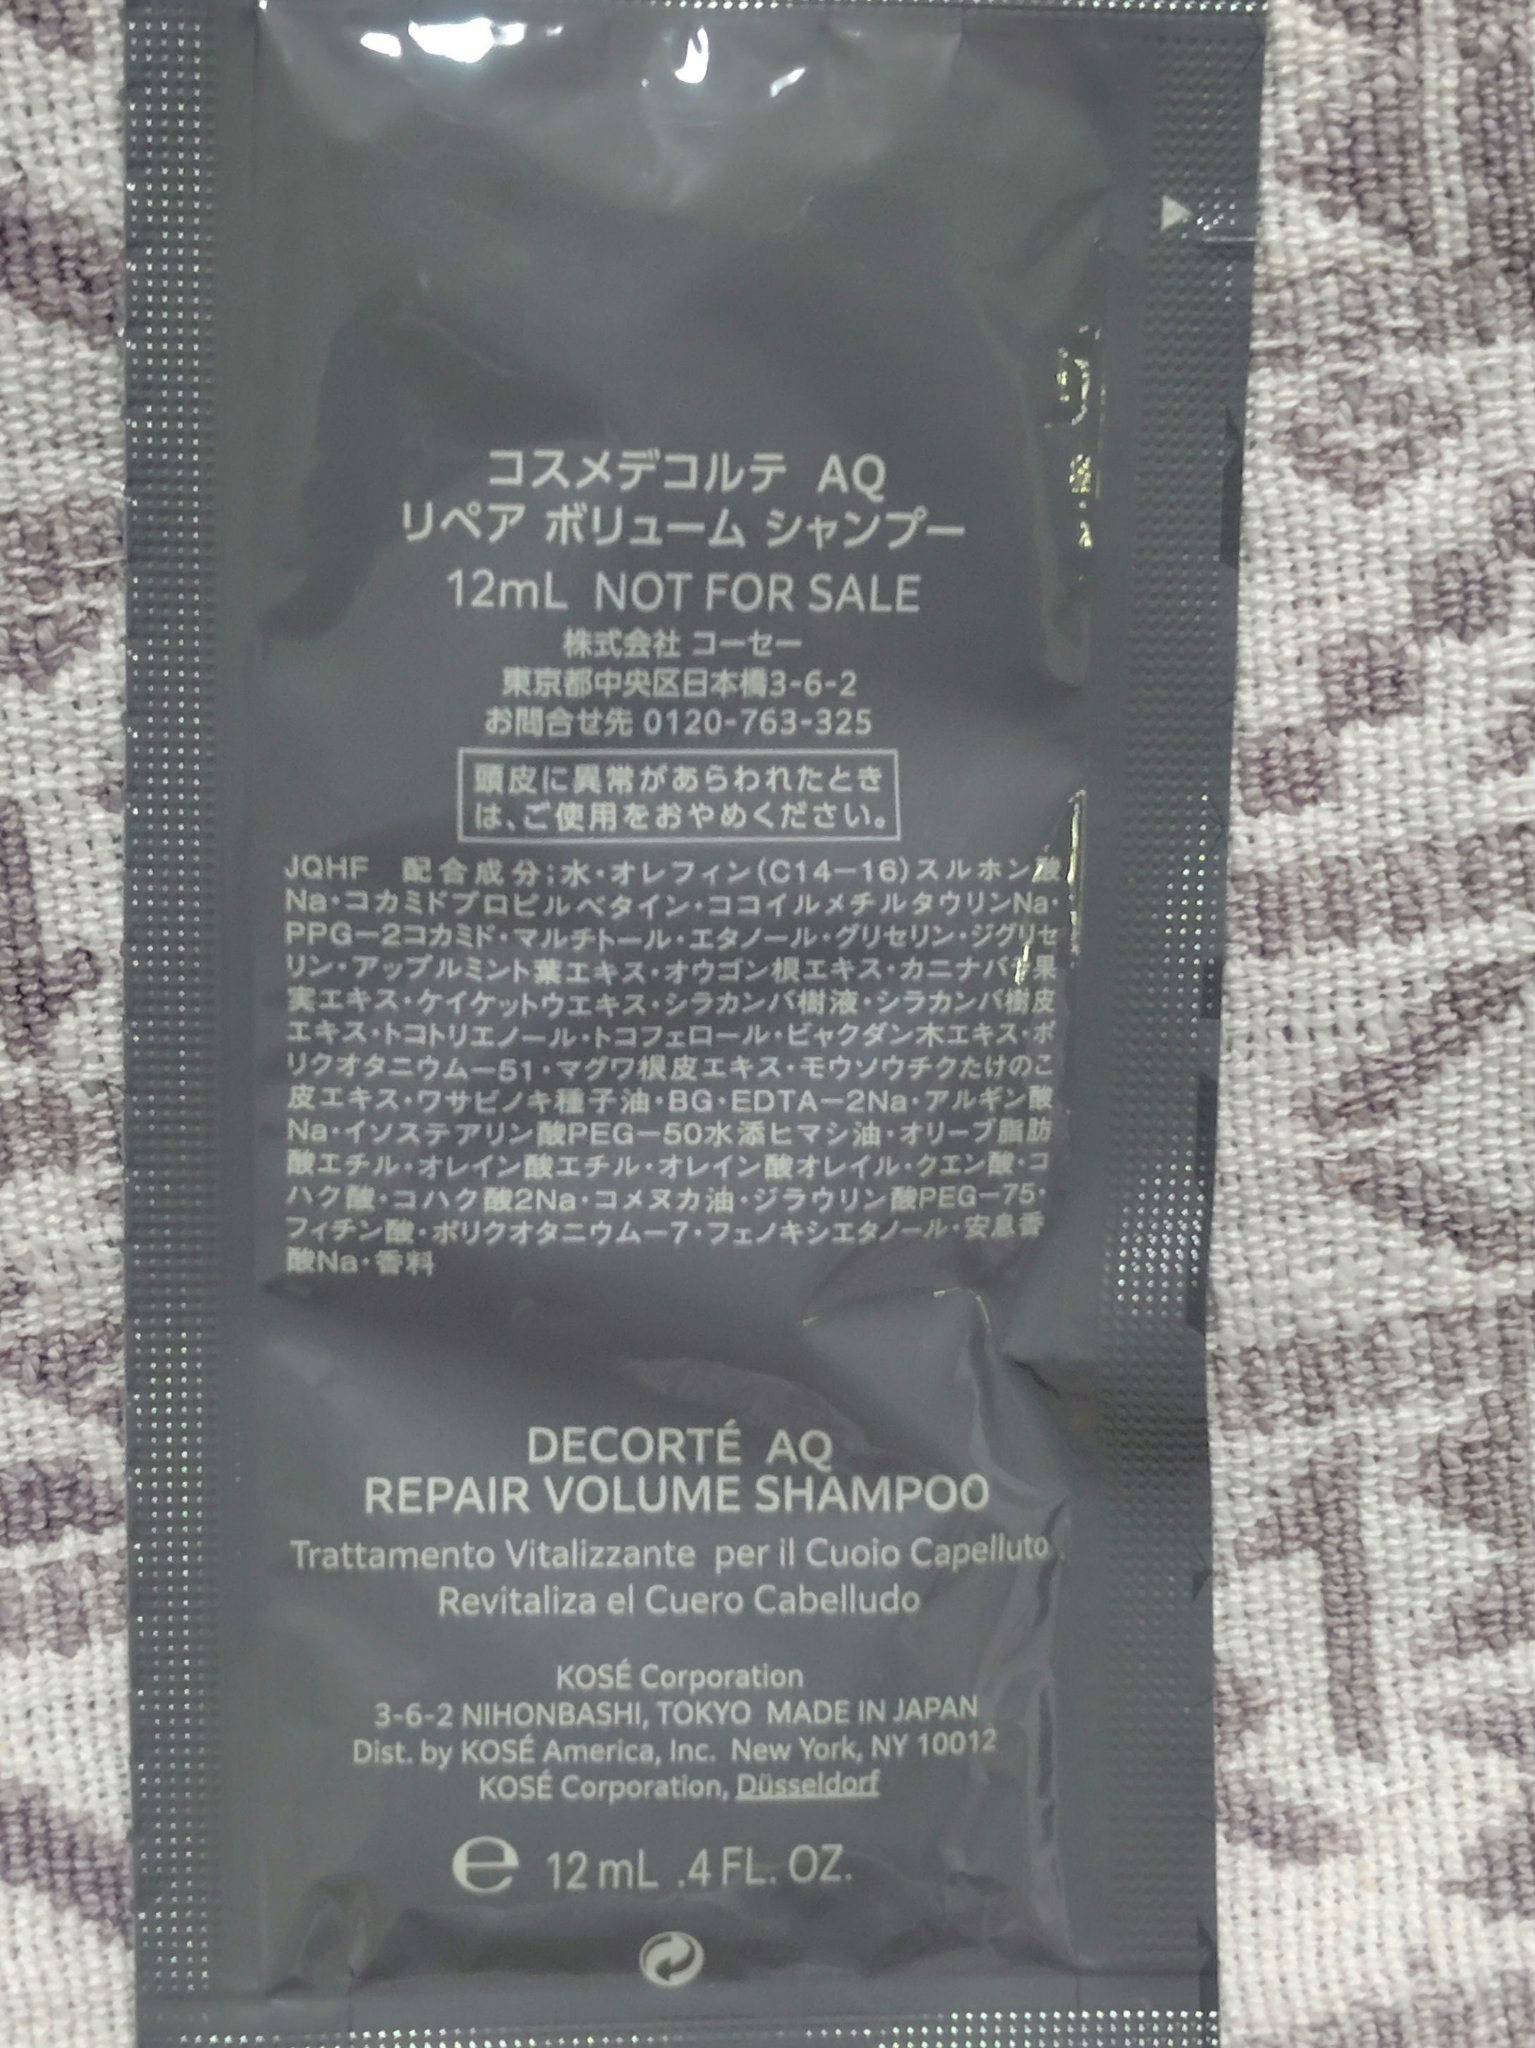 コスメデコルテ AQ
リペア ボリューム シャンプー
12mL NOT FOR SALE
株式会社 コーセー
東京都中央区日本橋3-6-2
お問合せ先 0120-763-325
頭皮に異常があらわれたとき
は、ご使用をおやめください。
JQHF 配合成分;水・オレフィン(C14−16)スルホン酸
Na・コカミドプロピルベタイン・ココイルメチルタウリンNa・
PPG−2コカミド・マルチトール・エタノール・グリセリン・ジグリセ
リン・アップルミント葉エキス・オウゴン根エキス・カニナバラ果
実エキス・ケイケットウエキス・シラカンバ樹液・シラカンバ樹皮
エキス・トコトリエノール・トコフェロール・ビャクダン木エキス・ポ
リクオタニウム−51・マグワ根皮エキス・モウソウチクたけのこ
皮エキス・ワサビノキ種子油・BG・EDTA−2Na・アルギン酸
Na・イソステアリン酸PEG−50水添ヒマシ油・オリーブ脂肪
酸エチル・オレイン酸エチル・オレイン酸オレイル・クエン酸・コ
ハク酸・コハク酸2Na・コメヌカ油・ジラウリン酸PEG−75・
フィチン酸・ポリクオタニウム−7・フェノキシエタノール・安息香
酸Na・香料
DECORTÉ AQ
REPAIR VOLUME SHAMPOO
Trattamento Vitalizzante per il Cuoio Capelluto
Revitaliza el Cuero Cabelludo
KOSÉ Corporation
3-6-2 NIHONBASHI, TOKYO MADE IN JAPAN
Dist. by KOSÉ America, Inc. New York, NY 10012
KOSÉ Corporation, Düsseldorf
℮ 12 mL .4 FL. OZ.